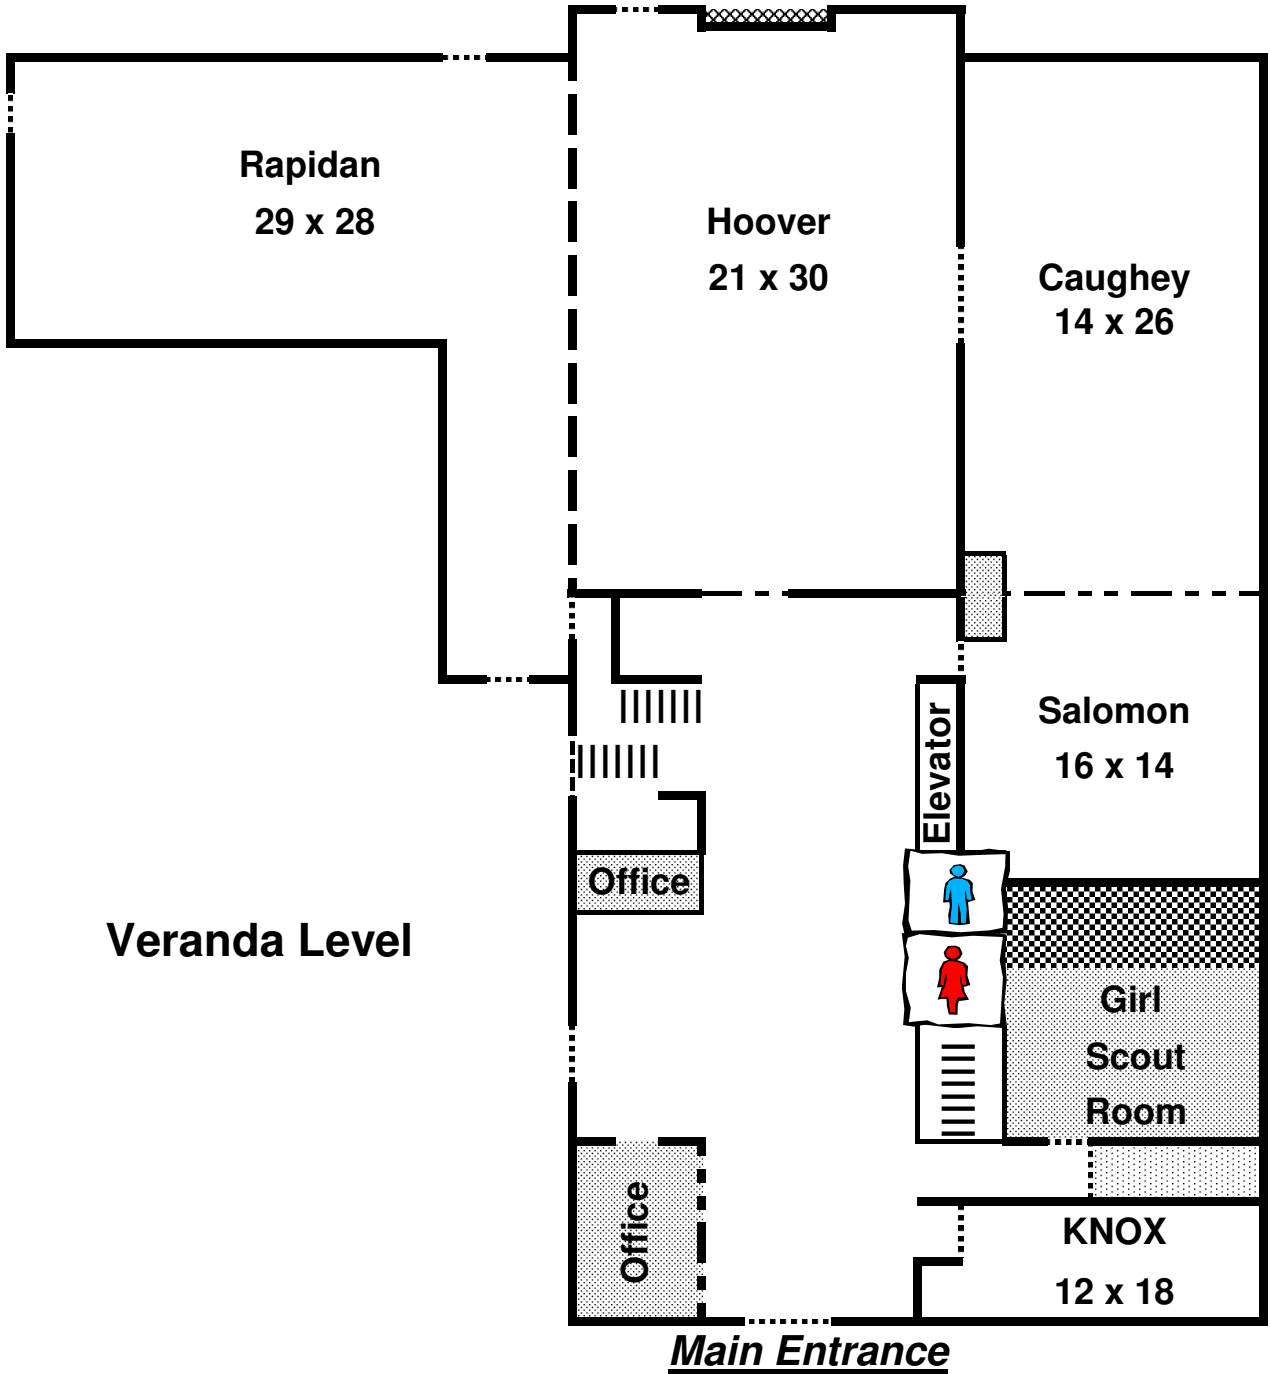 Rapidan
29 x 28
Hoover
21 x 30
Caughey
14 x 26
Salomon
16 x 14
Elevator
Office
Veranda Level
Girl
Scout
Room
Office
KNOX
12 x 18
Main Entrance